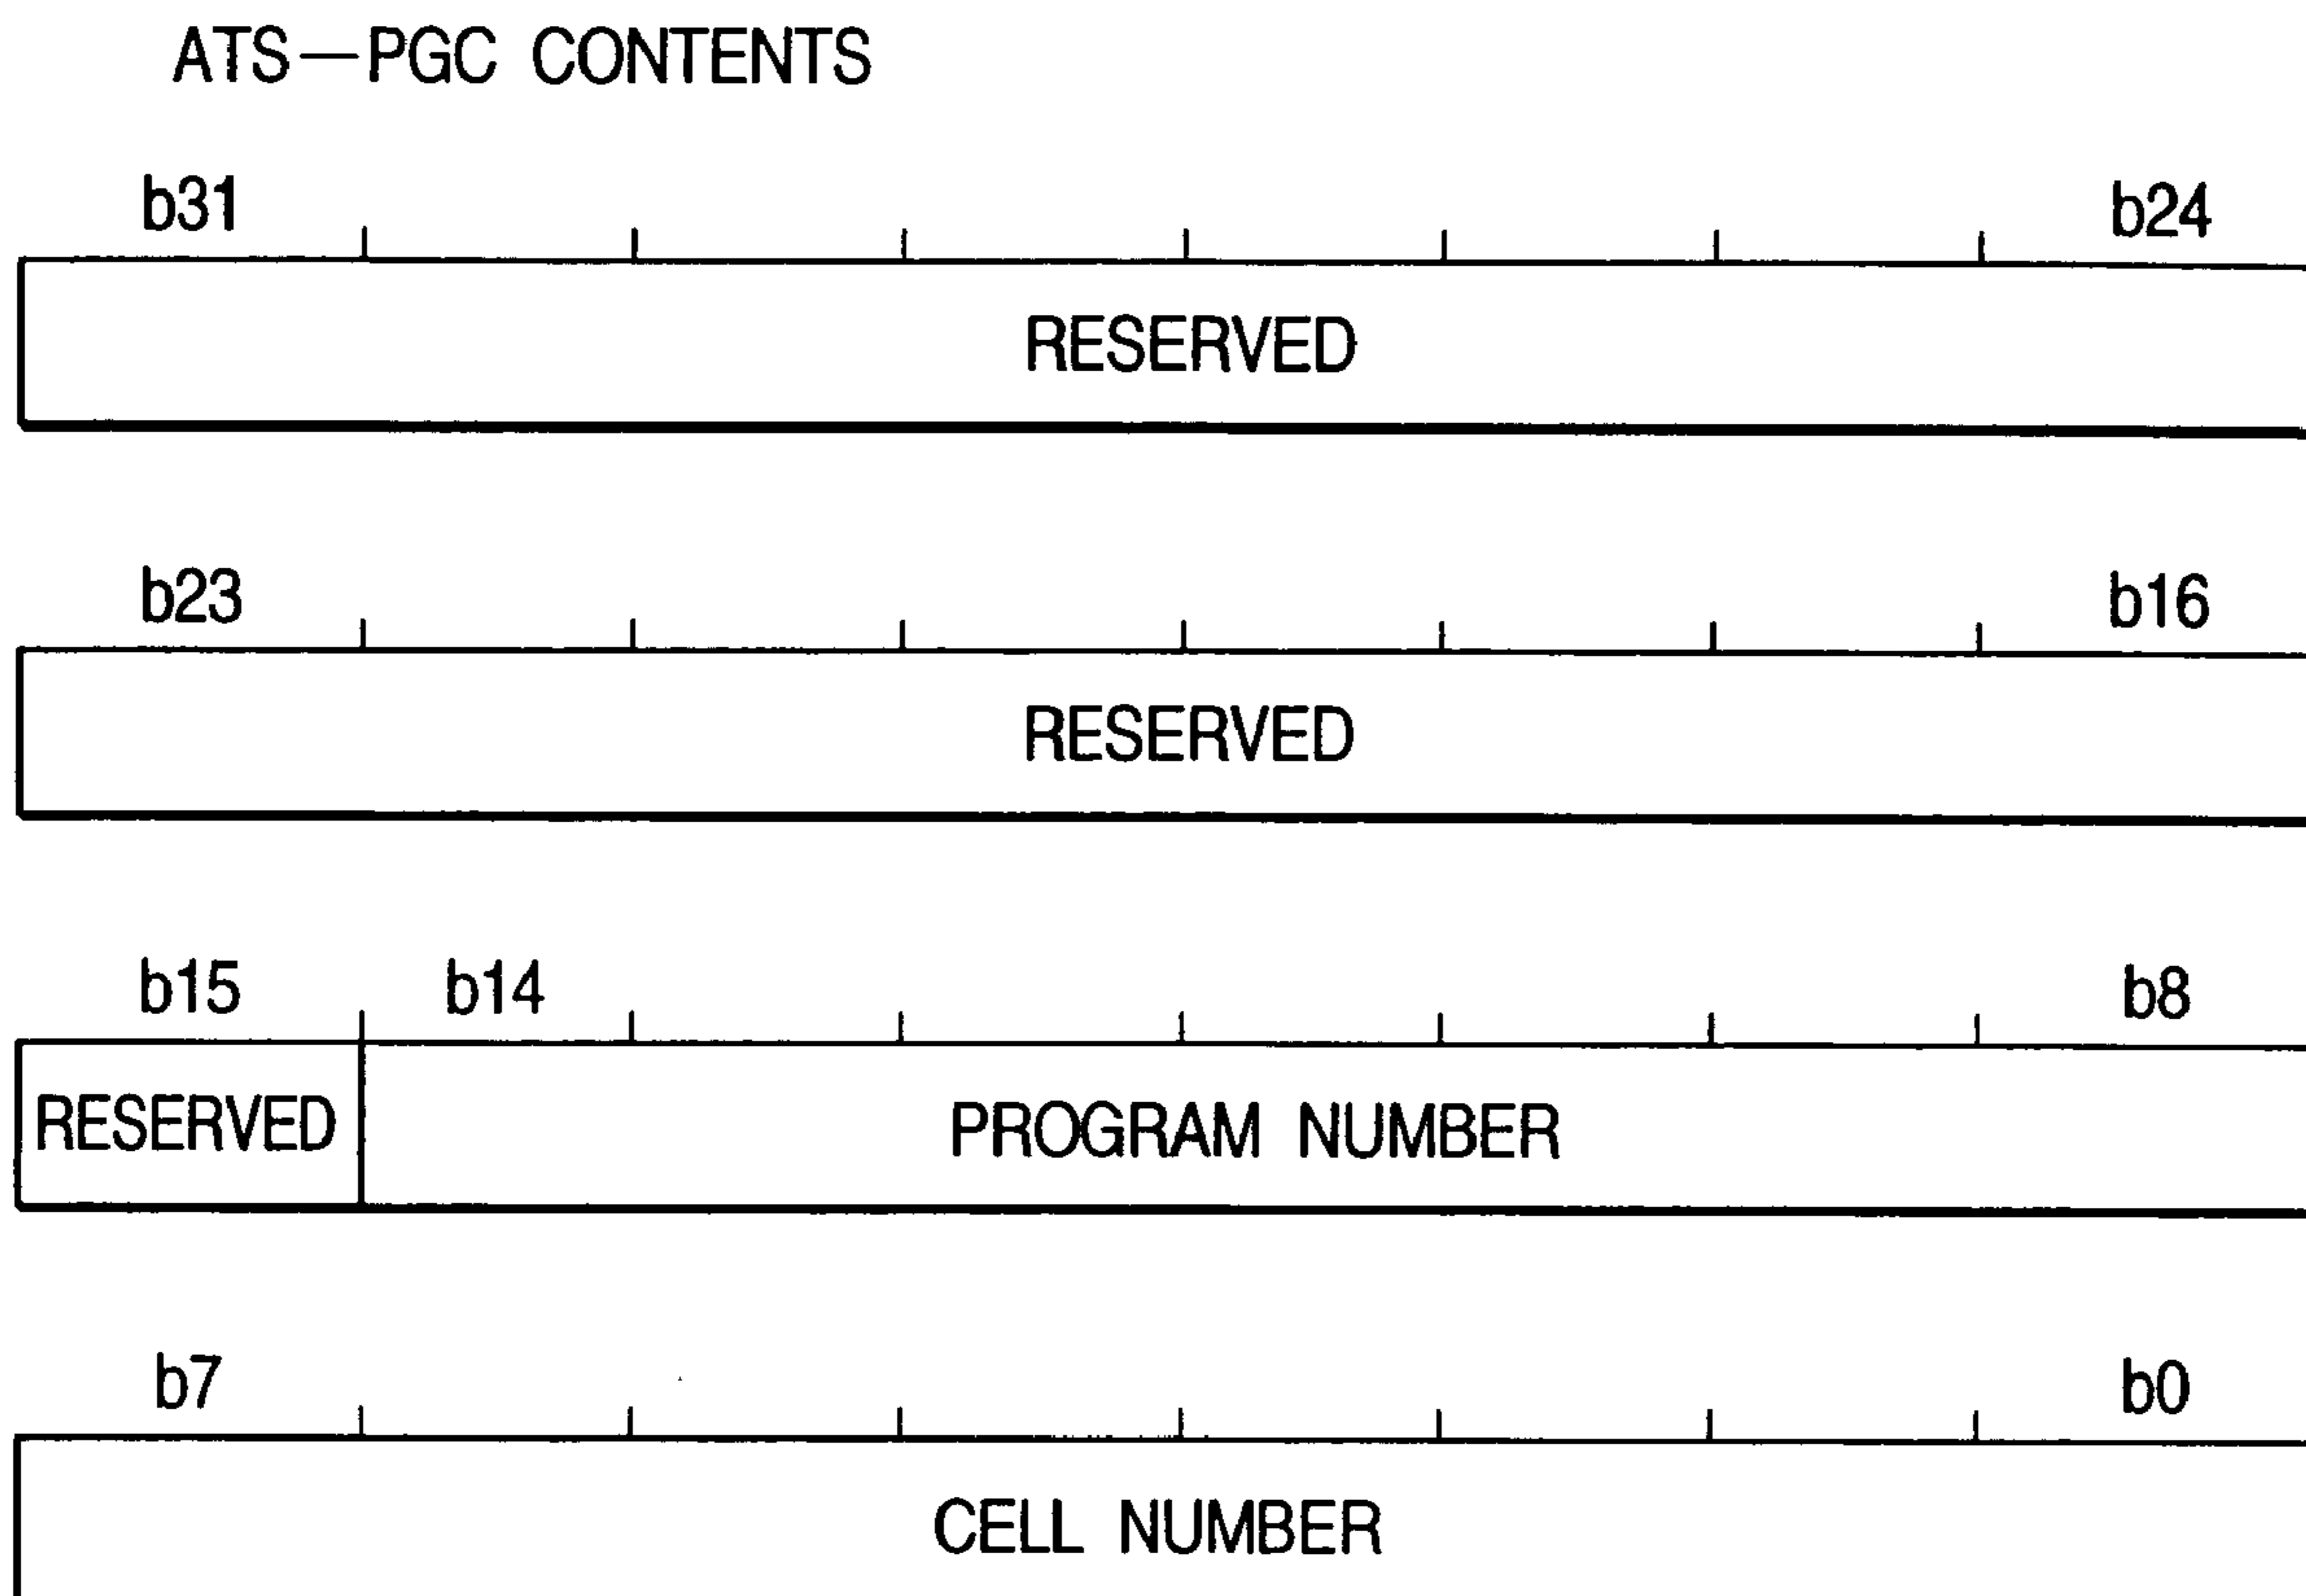 ATS—PGC CONTENTS
b31 b24
RESERVED
b23 b16
RESERVED
b15 b14 b8
RESERVED PROGRAM NUMBER
b7 b0
CELL NUMBER